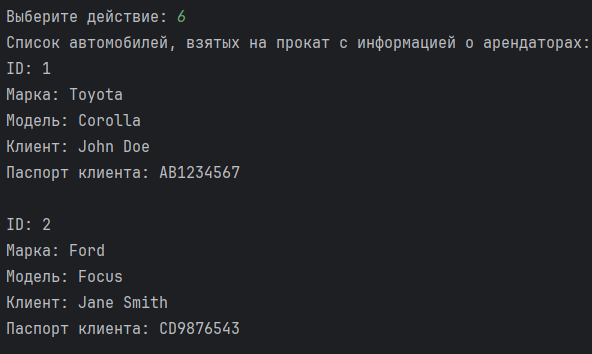 Выберите действие: 6
Список автомобилей, взятых на прокат с информацией о арендаторах:
ID: 1
Марка: Toyota
Модель: Corolla
Клиент: John Doe
Паспорт клиента: AB1234567
ID: 2
Марка: Ford
Модель: Focus
Клиент: Jane Smith
Паспорт клиента: CD9876543